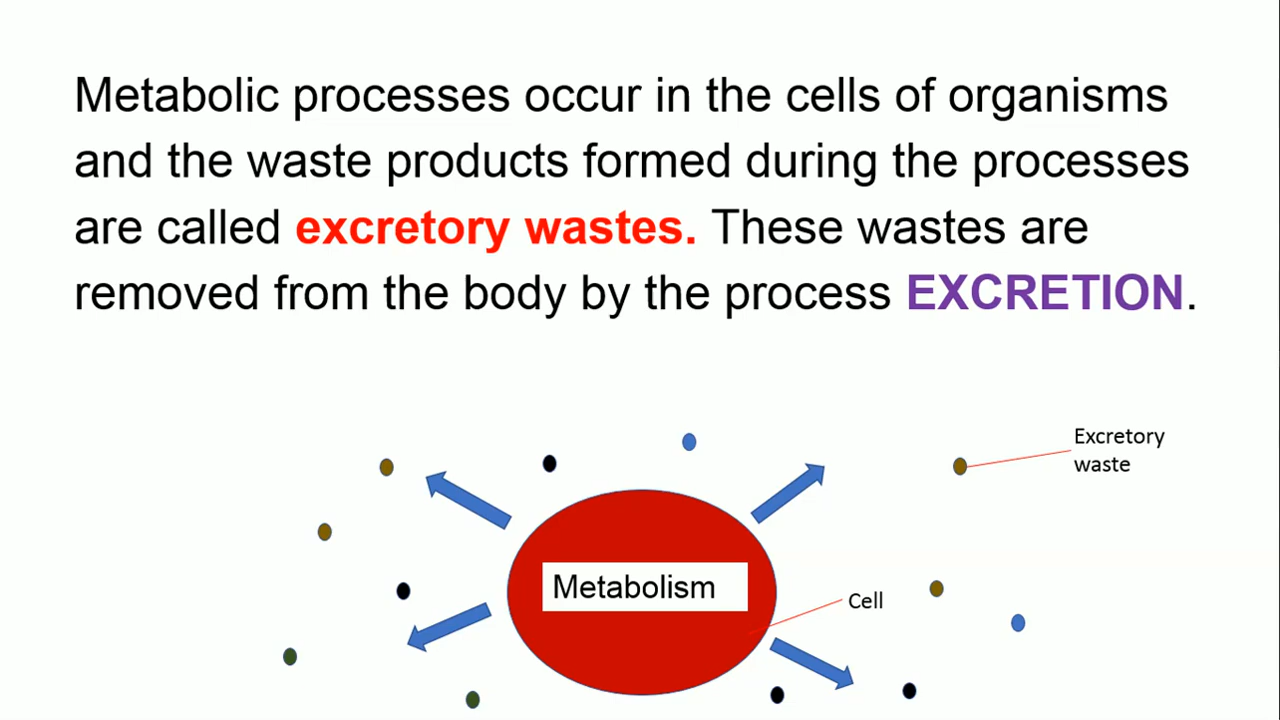 Metabolic processes occur in the cells of organisms
and the waste products formed during the processes
are called excretory wastes. These wastes are
removed from the body by the process EXCRETION.
Excretory
waste
Metabolism
Cell